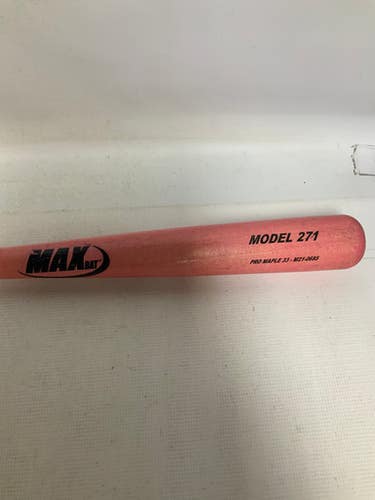 MAX
BAT
MODEL 271
PRO MAPLE 33 - M21-0685